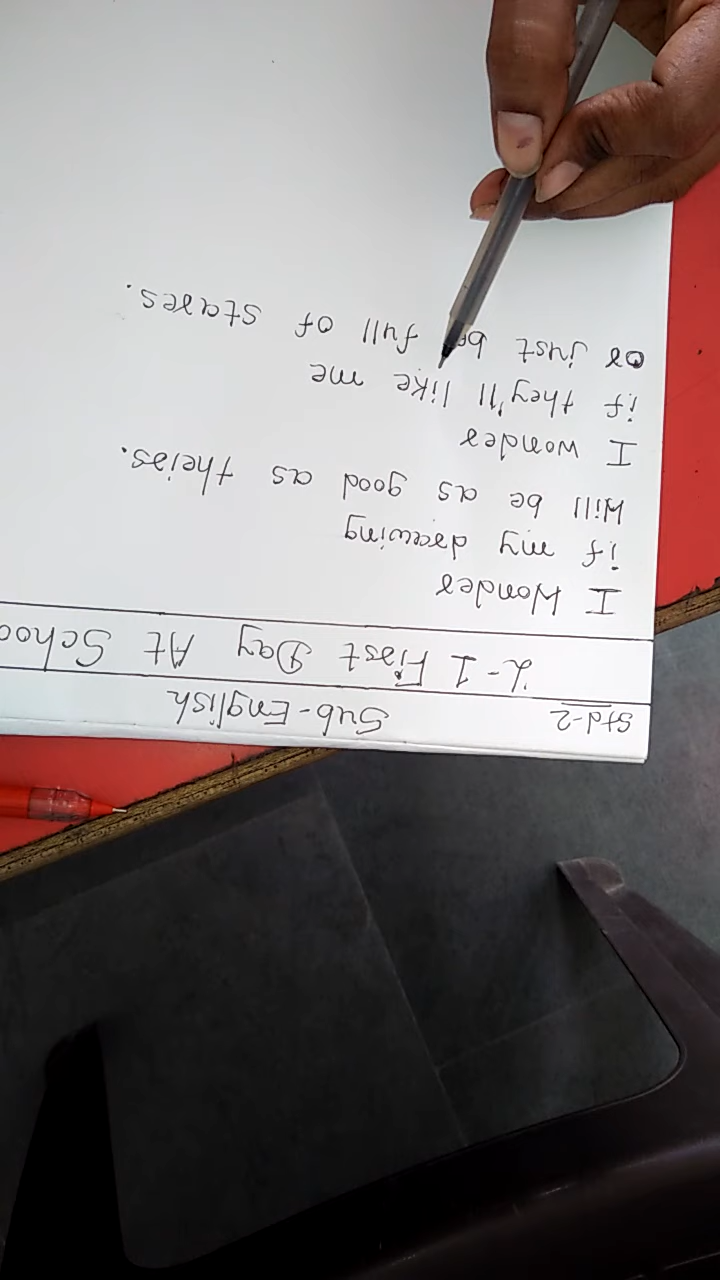 Std-2 Sub-English
L-1 First Day At Schoo
I Wonder
if my drewing
Will be as good as theirs.
I wonder
if they'll like me
or just be full of stares.